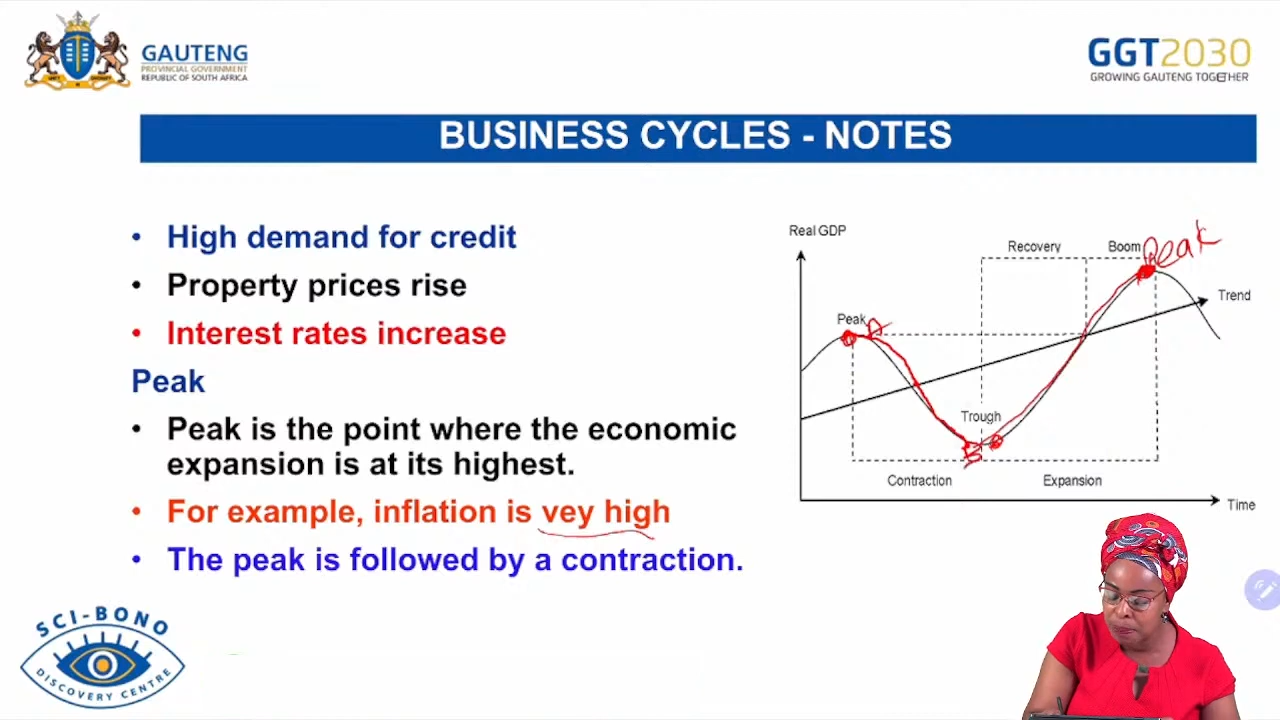 GAUTENG
PROVINCIAL GOVERNMENT
REPUBLIC OF SOUTH AFRICA
GGT2030
GROWING GAUTENG TOGETHER
BUSINESS CYCLES - NOTES
• High demand for credit
• Property prices rise
• Interest rates increase
Peak
• Peak is the point where the economic
expansion is at its highest.
• For example, inflation is vey high
• The peak is followed by a contraction.
Real GDP
Recovery
Boom
Peak
Trend
Peak
A
Trough
B
Contraction
Expansion
Time
SCI-BONO
DISCOVERY CENTRE